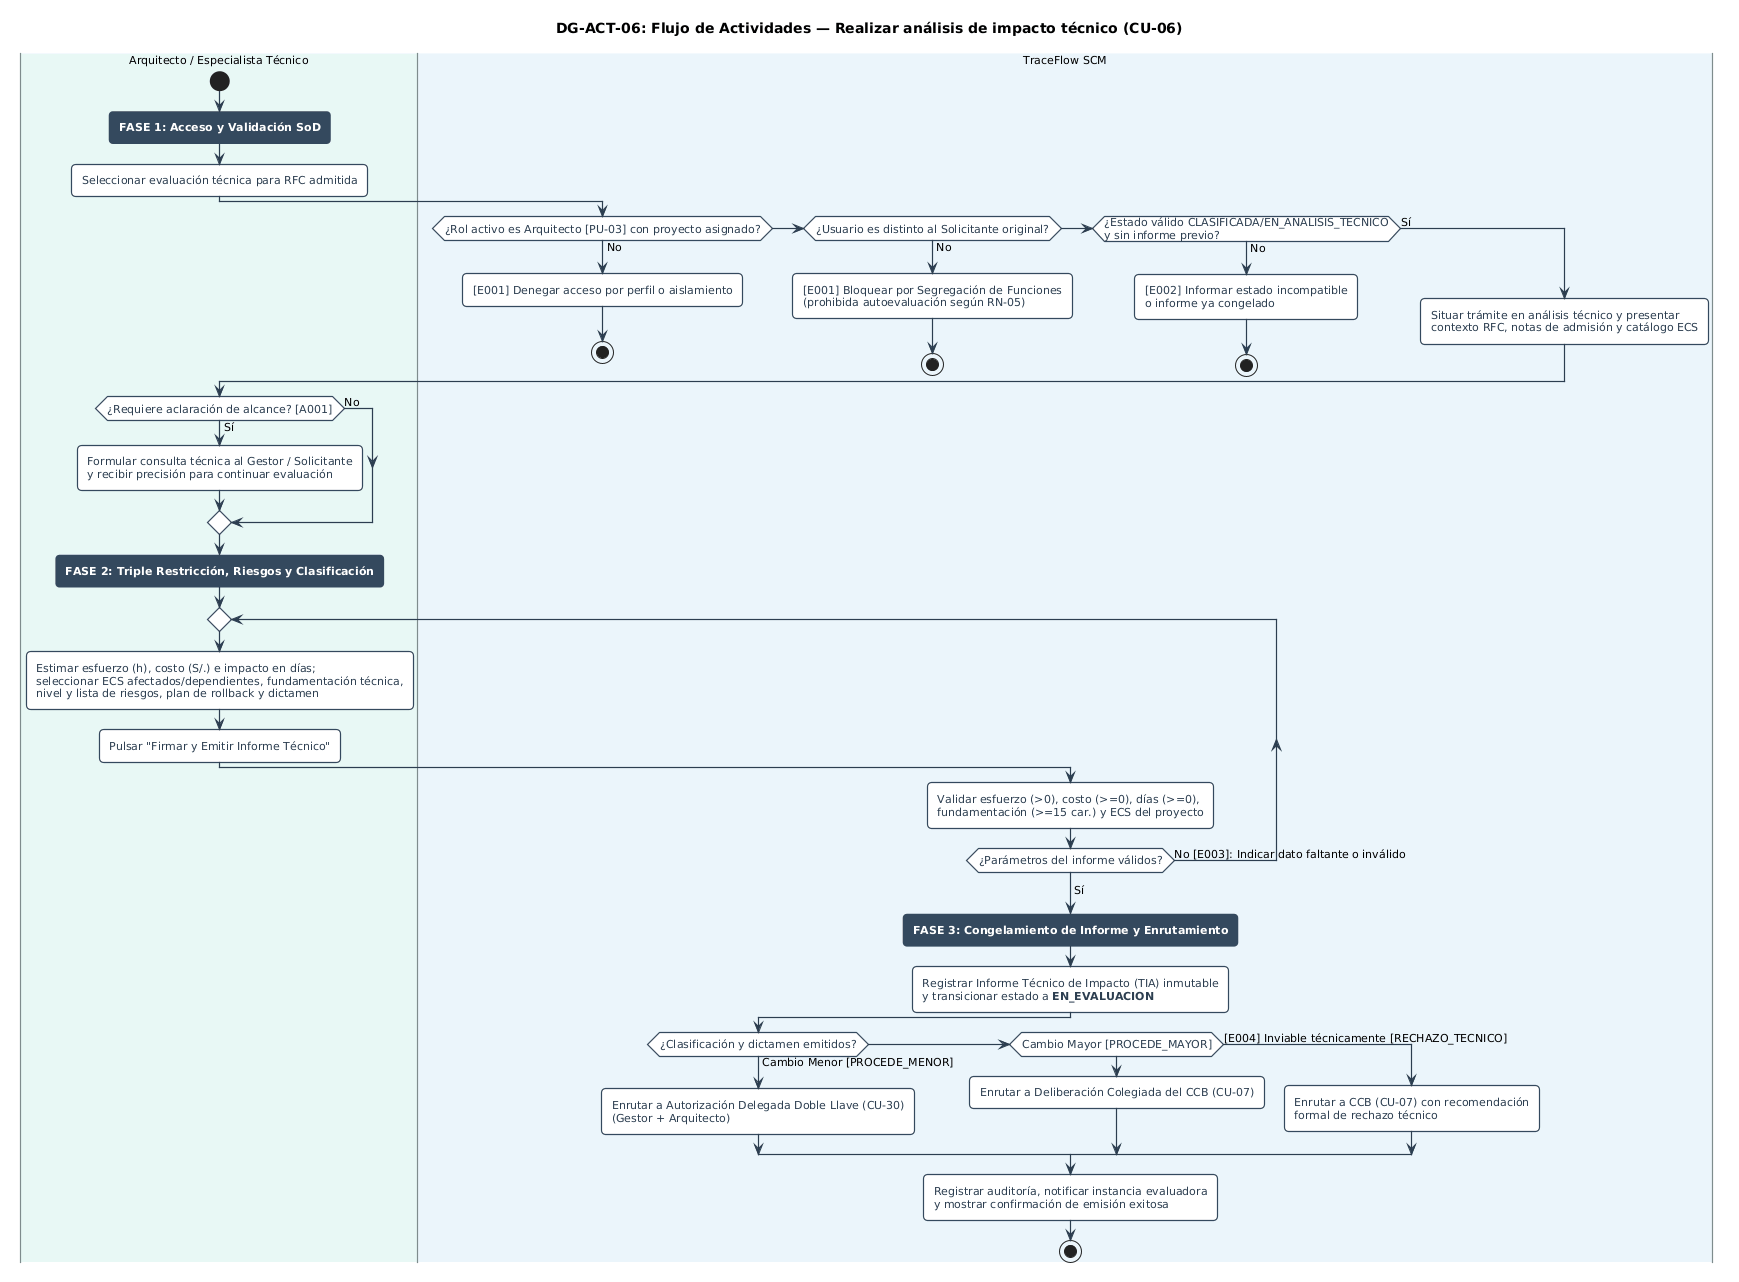 DG-ACT-06: Flujo de Actividades — Realizar análisis de impacto técnico (CU-06)
Arquitecto / Especialista Técnico
TraceFlow SCM
FASE 1: Acceso y Validación SoD
Seleccionar evaluación técnica para RFC admitida
¿Rol activo es Arquitecto [PU-03] con proyecto asignado?
¿Usuario es distinto al Solicitante original?
¿Estado válido CLASIFICADA/EN_ANALISIS_TECNICO
y sin informe previo?
Sí
No
No
No
[E001] Denegar acceso por perfil o aislamiento
[E001] Bloquear por Segregación de Funciones
(prohibida autoevaluación según RN-05)
[E002] Informar estado incompatible
o informe ya congelado
Situar trámite en análisis técnico y presentar
contexto RFC, notas de admisión y catálogo ECS
¿Requiere aclaración de alcance? [A001]
No
Sí
Formular consulta técnica al Gestor / Solicitante
y recibir precisión para continuar evaluación
FASE 2: Triple Restricción, Riesgos y Clasificación
Estimar esfuerzo (h), costo (S/.) e impacto en días;
seleccionar ECS afectados/dependientes, fundamentación técnica,
nivel y lista de riesgos, plan de rollback y dictamen
Pulsar "Firmar y Emitir Informe Técnico"
Validar esfuerzo (>0), costo (>=0), días (>=0),
fundamentación (>=15 car.) y ECS del proyecto
¿Parámetros del informe válidos?
No [E003]: Indicar dato faltante o inválido
Sí
FASE 3: Congelamiento de Informe y Enrutamiento
Registrar Informe Técnico de Impacto (TIA) inmutable
y transicionar estado a EN_EVALUACION
¿Clasificación y dictamen emitidos?
Cambio Menor [PROCEDE_MENOR]
Cambio Mayor [PROCEDE_MAYOR]
[E004] Inviable técnicamente [RECHAZO_TECNICO]
Enrutar a Autorización Delegada Doble Llave (CU-30)
(Gestor + Arquitecto)
Enrutar a Deliberación Colegiada del CCB (CU-07)
Enrutar a CCB (CU-07) con recomendación
formal de rechazo técnico
Registrar auditoría, notificar instancia evaluadora
y mostrar confirmación de emisión exitosa